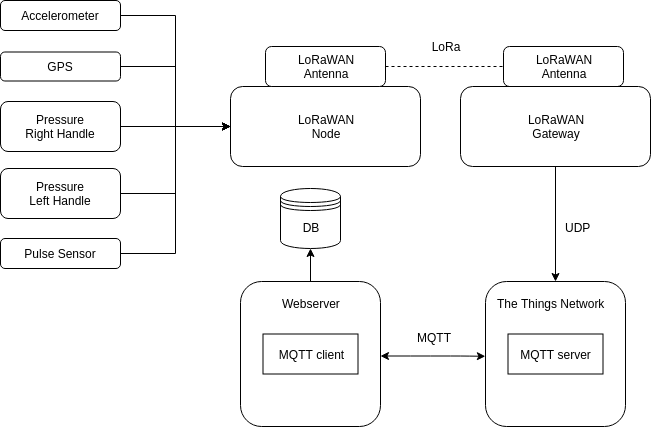 Accelerometer
GPS
Pressure
Right Handle
Pressure
Left Handle
Pulse Sensor
LoRaWAN
Antenna
LoRaWAN
Node
LoRa
LoRaWAN
Antenna
LoRaWAN
Gateway
UDP
DB
Webserver
MQTT client
MQTT
The Things Network
MQTT server